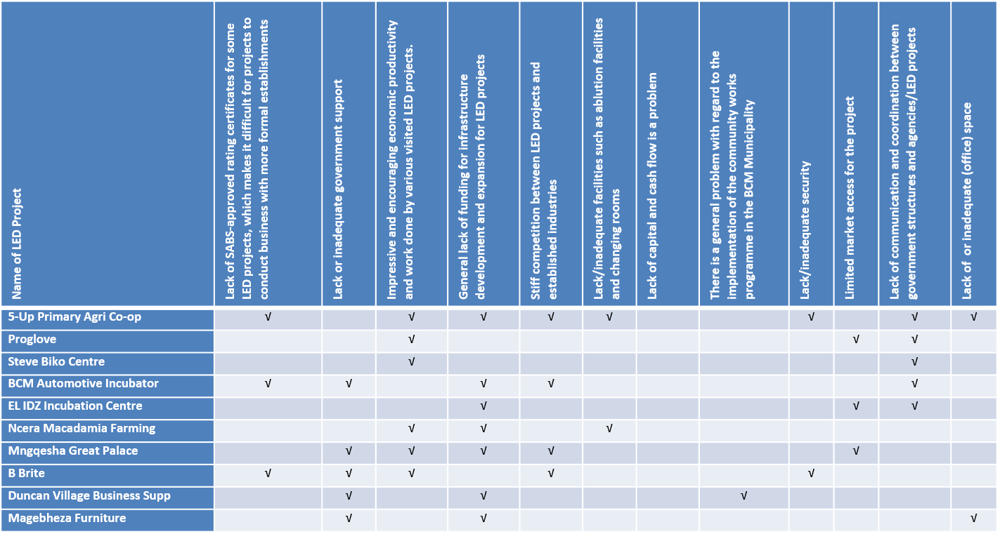 Name of LED Project
Lack of SABS-approved rating certificates for some
LED projects, which makes it difficult for projects to
conduct business with more formal establishments
Lack or inadequate government support
Impressive and encouraging economic productivity
and work done by various visited LED projects.
General lack of funding for infrastructure
development and expansion for LED projects
Stiff competition between LED projects and
established industries
Lack/inadequate facilities such as ablution facilities
and changing rooms
Lack of capital and cash flow is a problem
There is a general problem with regard to the
implementation of the community works
programme in the BCM Municipality
Lack/inadequate security
Limited market access for the project
Lack of communication and coordination between
government structures and agencies/LED projects
Lack of or inadequate (office) space
5-Up Primary Agri Co-op √ √ √ √ √ √ √ √
Proglove √ √ √
Steve Biko Centre √ √
BCM Automotive Incubator √ √ √ √ √
EL IDZ Incubation Centre √ √ √
Ncera Macadamia Farming √ √ √
Mngqesha Great Palace √ √ √ √ √
B Brite √ √ √ √ √
Duncan Village Business Supp √ √ √
Magebheza Furniture √ √ √